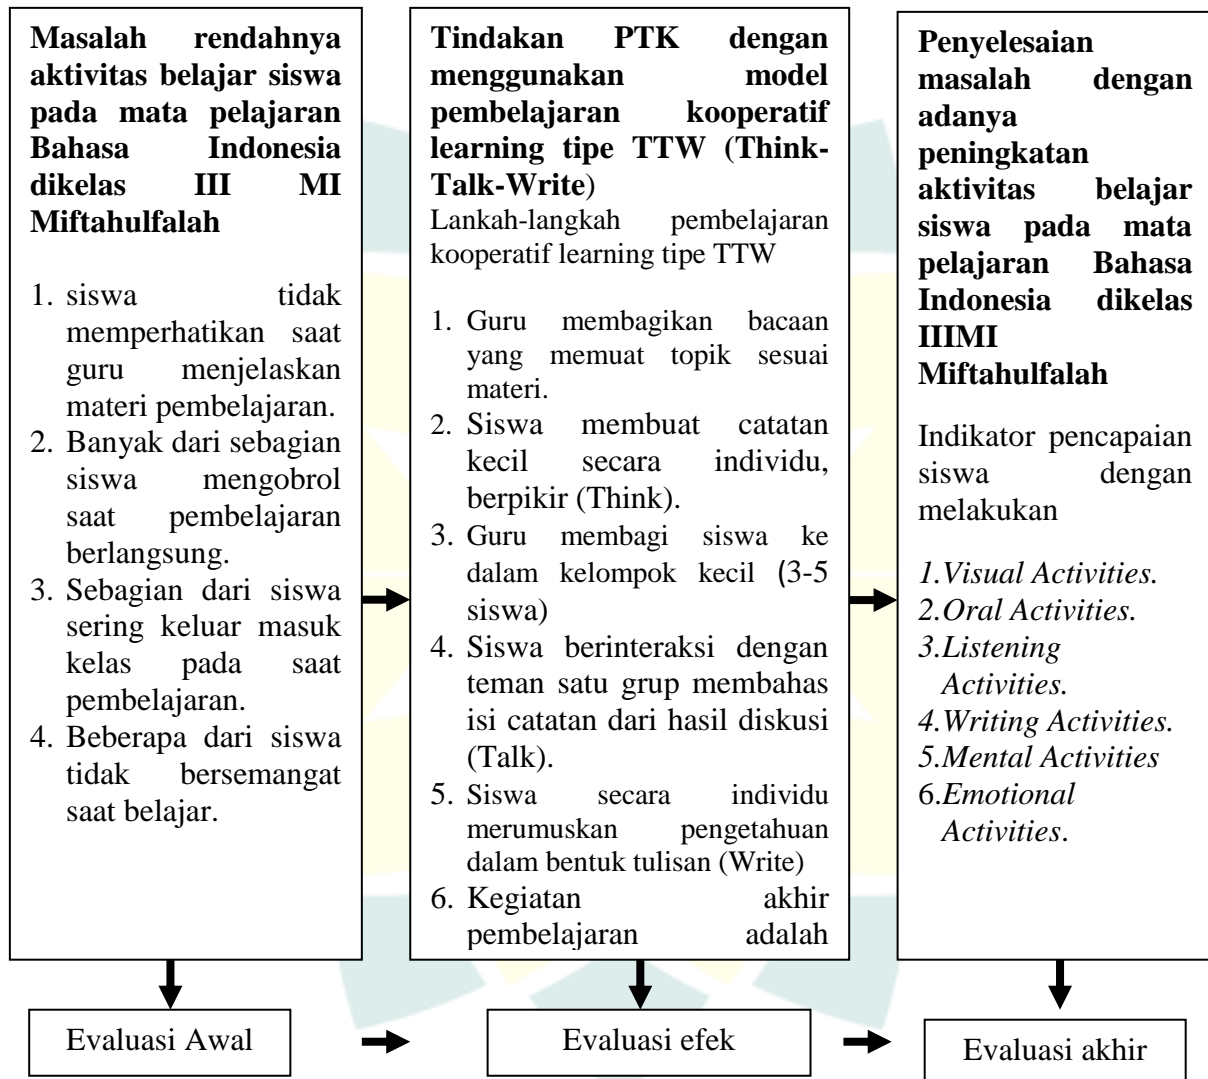 Masalah rendahnya
aktivitas belajar siswa
pada mata pelajaran
Bahasa Indonesia
dikelas III MI
Miftahulfalah
1. siswa tidak
memperhatikan saat
guru menjelaskan
materi pembelajaran.
2. Banyak dari sebagian
siswa mengobrol
saat pembelajaran
berlangsung.
3. Sebagian dari siswa
sering keluar masuk
kelas pada saat
pembelajaran.
4. Beberapa dari siswa
tidak bersemangat
saat belajar.
Tindakan PTK dengan
menggunakan model
pembelajaran kooperatif
learning tipe TTW (Think-
Talk-Write)
Lankah-langkah pembelajaran
kooperatif learning tipe TTW
1. Guru membagikan bacaan
yang memuat topik sesuai
materi.
2. Siswa membuat catatan
kecil secara individu,
berpikir (Think).
3. Guru membagi siswa ke
dalam kelompok kecil (3-5
siswa)
4. Siswa berinteraksi dengan
teman satu grup membahas
isi catatan dari hasil diskusi
(Talk).
5. Siswa secara individu
merumuskan pengetahuan
dalam bentuk tulisan (Write)
6. Kegiatan akhir
pembelajaran adalah
Penyelesaian
masalah dengan
adanya
peningkatan
aktivitas belajar
siswa pada mata
pelajaran Bahasa
Indonesia dikelas
IIIMI
Miftahulfalah
Indikator pencapaian
siswa dengan
melakukan
1.Visual Activities.
2.Oral Activities.
3.Listening
Activities.
4.Writing Activities.
5.Mental Activities
6.Emotional
Activities.
Evaluasi Awal
Evaluasi efek
Evaluasi akhir